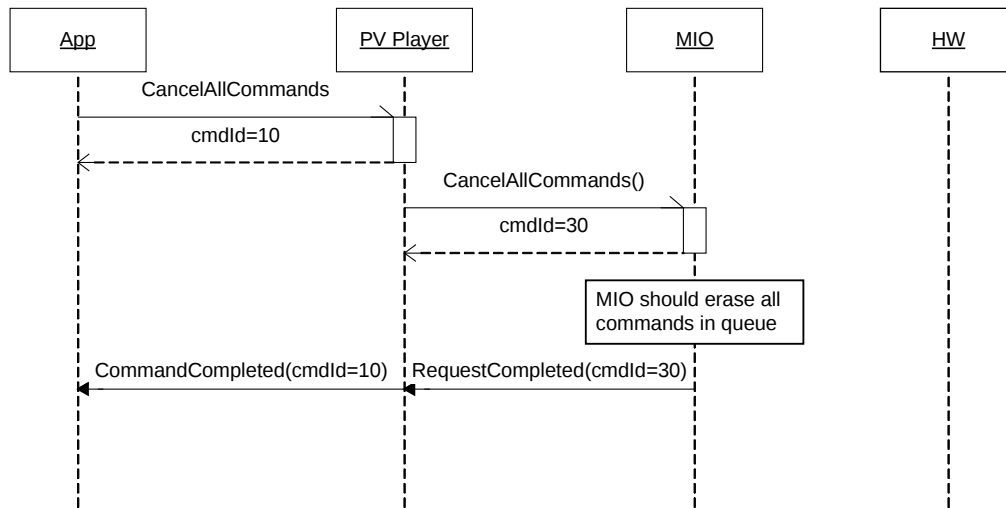 App
PV Player
MIO
HW
CancelAllCommands
cmdId=10
CancelAllCommands()
cmdId=30
MIO should erase all
commands in queue
CommandCompleted(cmdId=10)
RequestCompleted(cmdId=30)